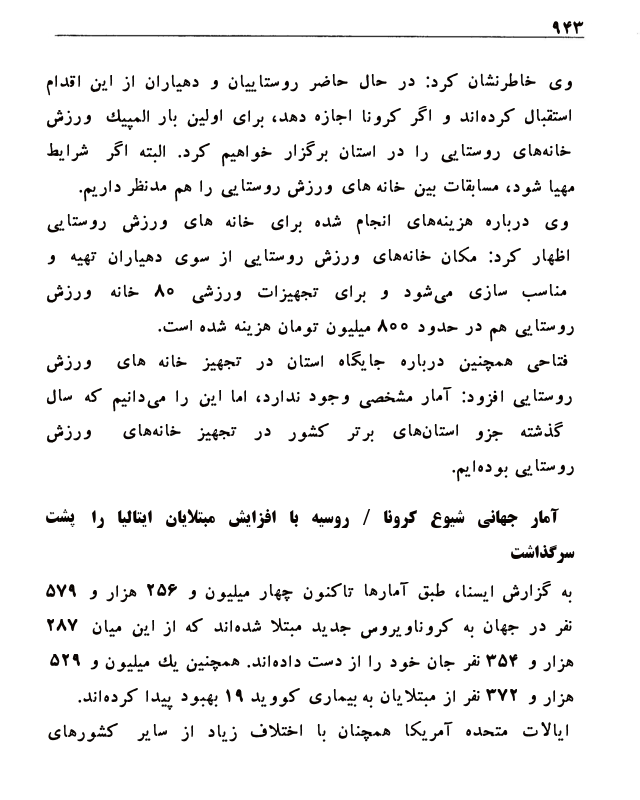 ۹۴۳
وی خاطرنشان کرد: در حال حاضر روستاییان و دهیاران از این اقدام
استقبال کرده‌اند و اگر کرونا اجازه دهد، برای اولین بار المپیك ورزش
خانه‌های روستایی را در استان برگزار خواهیم کرد. البته اگر شرایط
مهیا شود، مسابقات بین خانه های ورزش روستایی را هم مدنظر داریم.
وی درباره هزینه‌های انجام شده برای خانه های ورزش روستایی
اظهار کرد: مکان خانه‌های ورزش روستایی از سوی دهیاران تهیه و
مناسب سازی می‌شود و برای تجهیزات ورزشی ۸۰ خانه ورزش
روستایی هم در حدود ۸۰۰ میلیون تومان هزینه شده است.
فتاحی همچنین درباره جایگاه استان در تجهیز خانه های ورزش
روستایی افزود: آمار مشخصی وجود ندارد، اما این را می‌دانیم که سال
گذشته جزو استان‌های برتر کشور در تجهیز خانه‌های ورزش
روستایی بوده‌ایم.
آمار جهانی شیوع کرونا / روسیه با افزایش مبتلایان ایتالیا را پشت
سرگذاشت
به گزارش ایسنا، طبق آمارها تاکنون چهار میلیون و ۲۵۶ هزار و ۵۷۹
نفر در جهان به کروناویروس جدید مبتلا شده‌اند که از این میان ۲۸۷
هزار و ۳۵۴ نفر جان خود را از دست داده‌اند. همچنین یك میلیون و ۵۲۹
هزار و ۳۷۲ نفر از مبتلایان به بیماری کووید ۱۹ بهبود پیدا کرده‌اند.
ایالات متحده آمریکا همچنان با اختلاف زیاد از سایر کشورهای